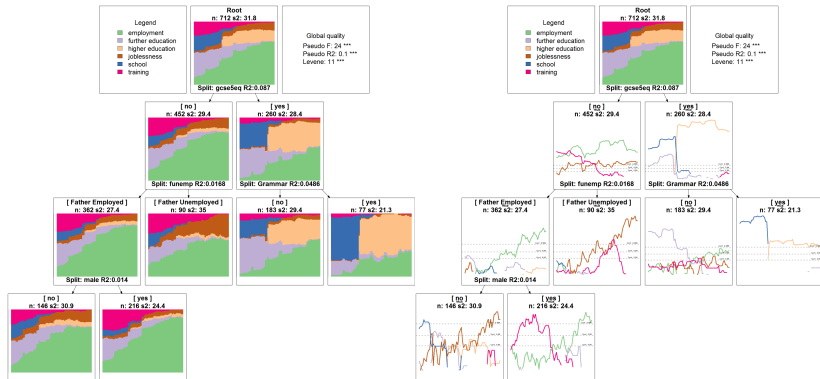 Root
n: 712 s2: 31.8
Split: gcse5eq R2:0.087
Legend
employment
further education
higher education
joblessness
school
training
Global quality
Pseudo F: 24 ***
Pseudo R2: 0.1 ***
Levene: 11 ***
[ no ]
n: 452 s2: 29.4
Split: funemp R2:0.0168
[ yes ]
n: 260 s2: 28.4
Split: Grammar R2:0.0486
[ Father Employed ]
n: 362 s2: 27.4
Split: male R2:0.014
[ Father Unemployed ]
n: 90 s2: 35
[ no ]
n: 183 s2: 29.4
[ yes ]
n: 77 s2: 21.3
[ no ]
n: 146 s2: 30.9
[ yes ]
n: 216 s2: 24.4
Root
n: 712 s2: 31.8
Split: gcse5eq R2:0.087
Legend
employment
further education
higher education
joblessness
school
training
Global quality
Pseudo F: 24 ***
Pseudo R2: 0.1 ***
Levene: 11 ***
[ no ]
n: 452 s2: 29.4
Split: funemp R2:0.0168
[ yes ]
n: 260 s2: 28.4
Split: Grammar R2:0.0486
[ Father Employed ]
n: 362 s2: 27.4
Split: male R2:0.014
[ Father Unemployed ]
n: 90 s2: 35
[ no ]
n: 183 s2: 29.4
[ yes ]
n: 77 s2: 21.3
[ no ]
n: 146 s2: 30.9
[ yes ]
n: 216 s2: 24.4